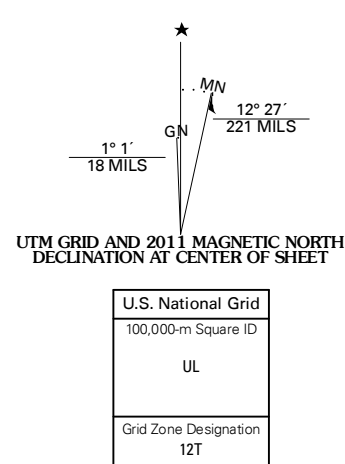 MN
12° 27´
221 MILS
GN
1° 1´
18 MILS
UTM GRID AND 2011 MAGNETIC NORTH
DECLINATION AT CENTER OF SHEET
U.S. National Grid
100,000-m Square ID
UL
Grid Zone Designation
12T